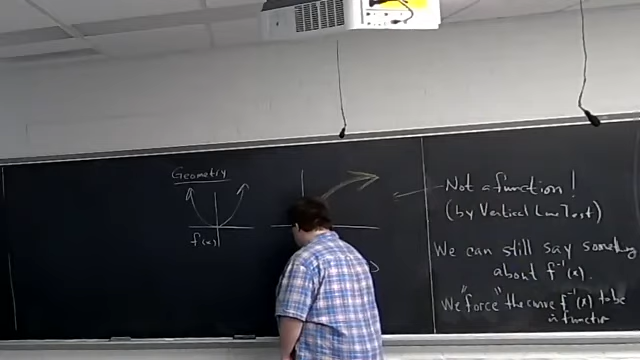 Geometry
f(x)
Not a function!
(by Vertical Line Test)
We can still say something
about f⁻¹(x).
We "force" the curve f⁻¹(x) to be
a function